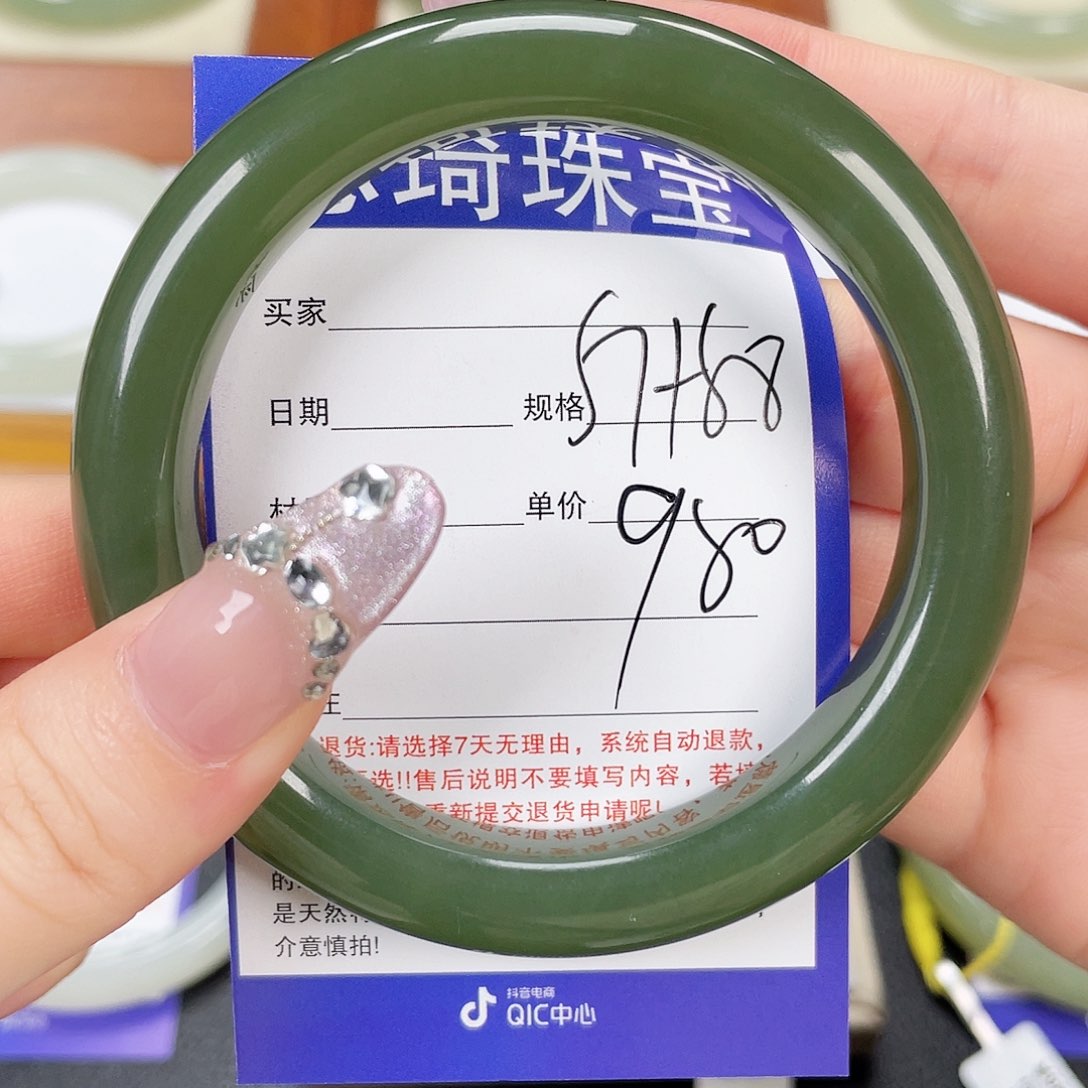 琦珠宝
买家
日期 规格 57+88
单价 980
退货:请选择7天无理由，系统自动退款，
选!!售后说明不要填写内容，若
重新提交退货申请呢!
的
是天然
介意慎拍!
抖音电商
QIC中心